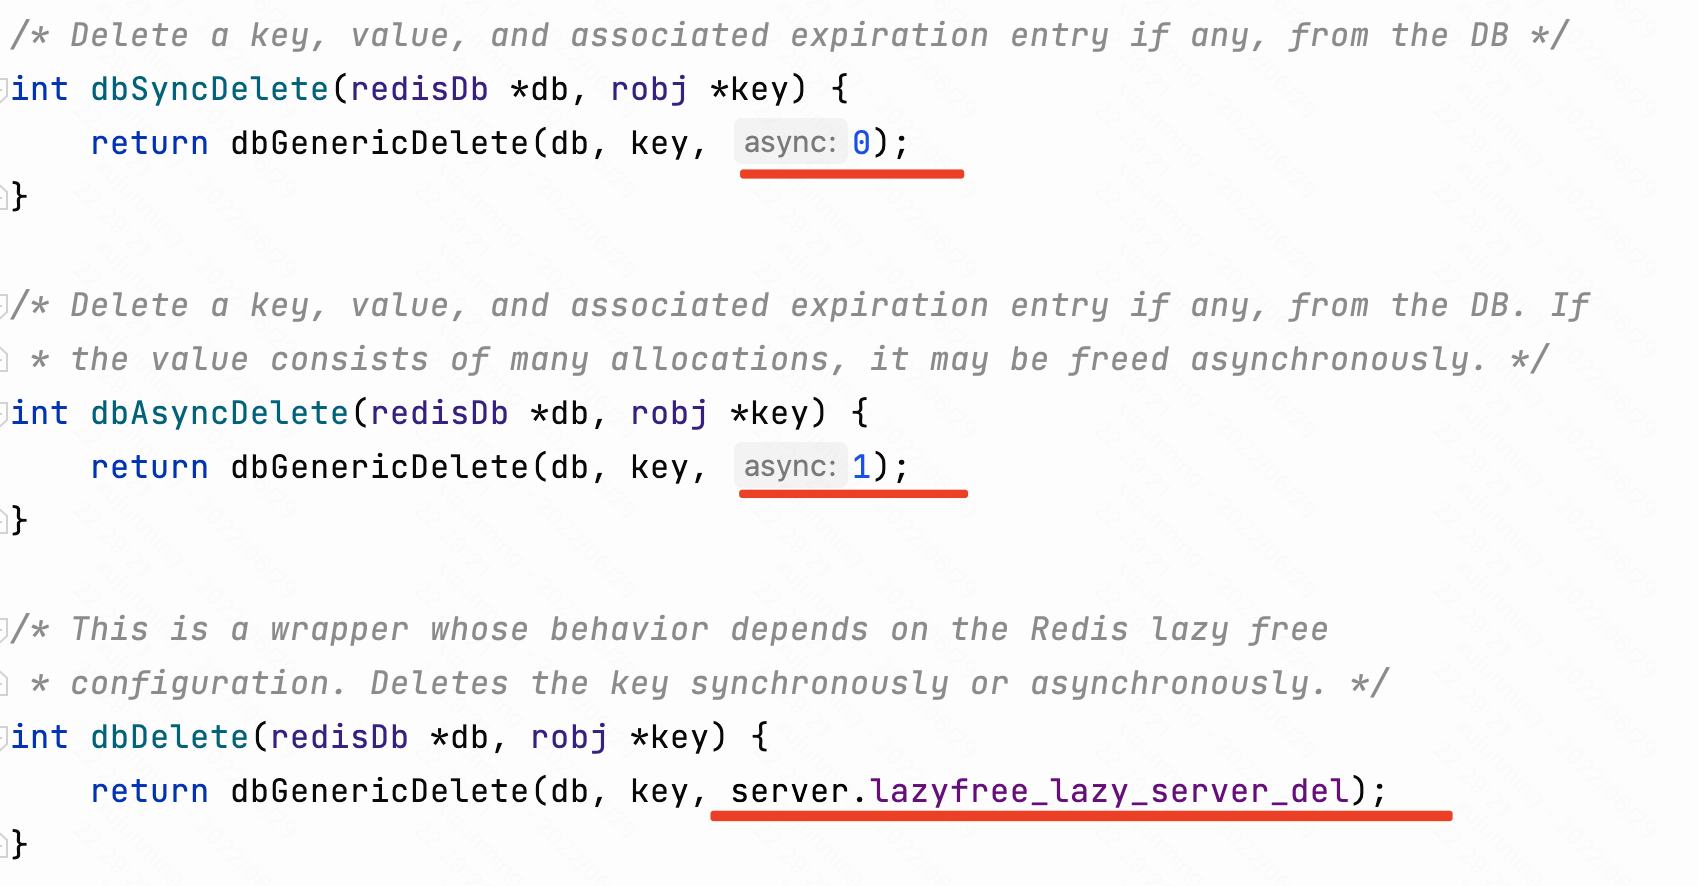 /* Delete a key, value, and associated expiration entry if any, from the DB */
int dbSyncDelete(redisDb *db, robj *key) {
    return dbGenericDelete(db, key, async: 0);
}
/* Delete a key, value, and associated expiration entry if any, from the DB. If
 * the value consists of many allocations, it may be freed asynchronously. */
int dbAsyncDelete(redisDb *db, robj *key) {
    return dbGenericDelete(db, key, async: 1);
}
/* This is a wrapper whose behavior depends on the Redis lazy free
 * configuration. Deletes the key synchronously or asynchronously. */
int dbDelete(redisDb *db, robj *key) {
    return dbGenericDelete(db, key, server.lazyfree_lazy_server_del);
}